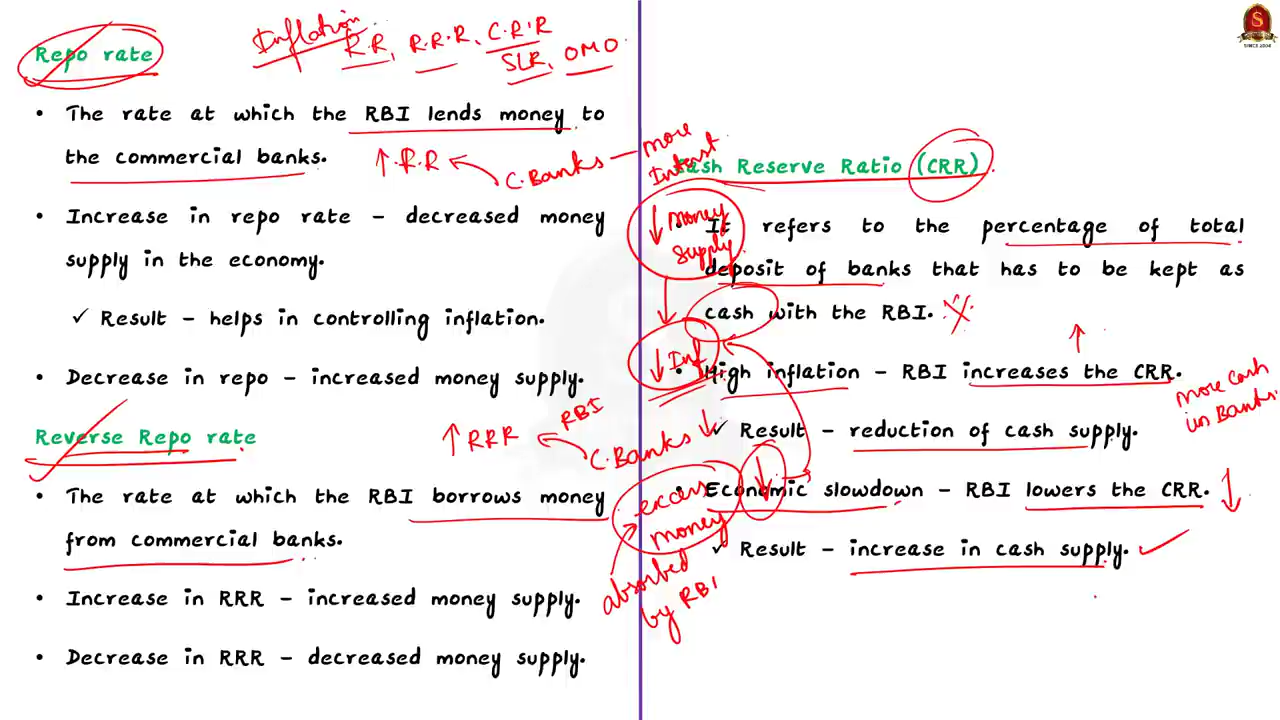 Repo rate
Inflation R.R, R.R.R, C.R.R
SLR, OMO
• The rate at which the RBI lends money to
the commercial banks.
↑ R.R ← C.Banks — more
Interst
• Increase in repo rate – decreased money
supply in the economy.
✓ Result – helps in controlling inflation.
• Decrease in repo – increased money supply.
↓ Money
Supply
↓ Inf
Reverse Repo rate
↑ RRR ← C.Banks ↓
RBI
• The rate at which the RBI borrows money
from commercial banks.
excess
money
absorbed
by RBI
• Increase in RRR – increased money supply.
• Decrease in RRR – decreased money supply.
S
SINCE 2004
Cash Reserve Ratio (CRR)
• It refers to the percentage of total
deposit of banks that has to be kept as
cash with the RBI.
• High inflation – RBI increases the CRR.
↑
more cash
in Banks
✓ Result – reduction of cash supply.
• Economic slowdown – RBI lowers the CRR. ↓
✓ Result – increase in cash supply. ✓